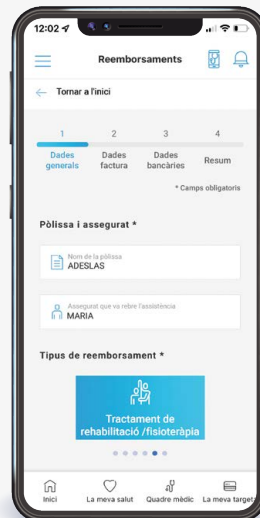 12:02
Reemborsaments
Tornar a l'inici
1 2 3 4
Dades generals
Dades factura
Dades bancàries
Resum
* Camps obligatoris
Pòlissa i assegurat *
Nom de la pòlissa
ADESLAS
Assegurat que va rebre l'assistència
MARIA
Tipus de reemborsament *
Tractament de
rehabilitació /fisioteràpia
Inici La meva salut Quadre mèdic La meva targeta